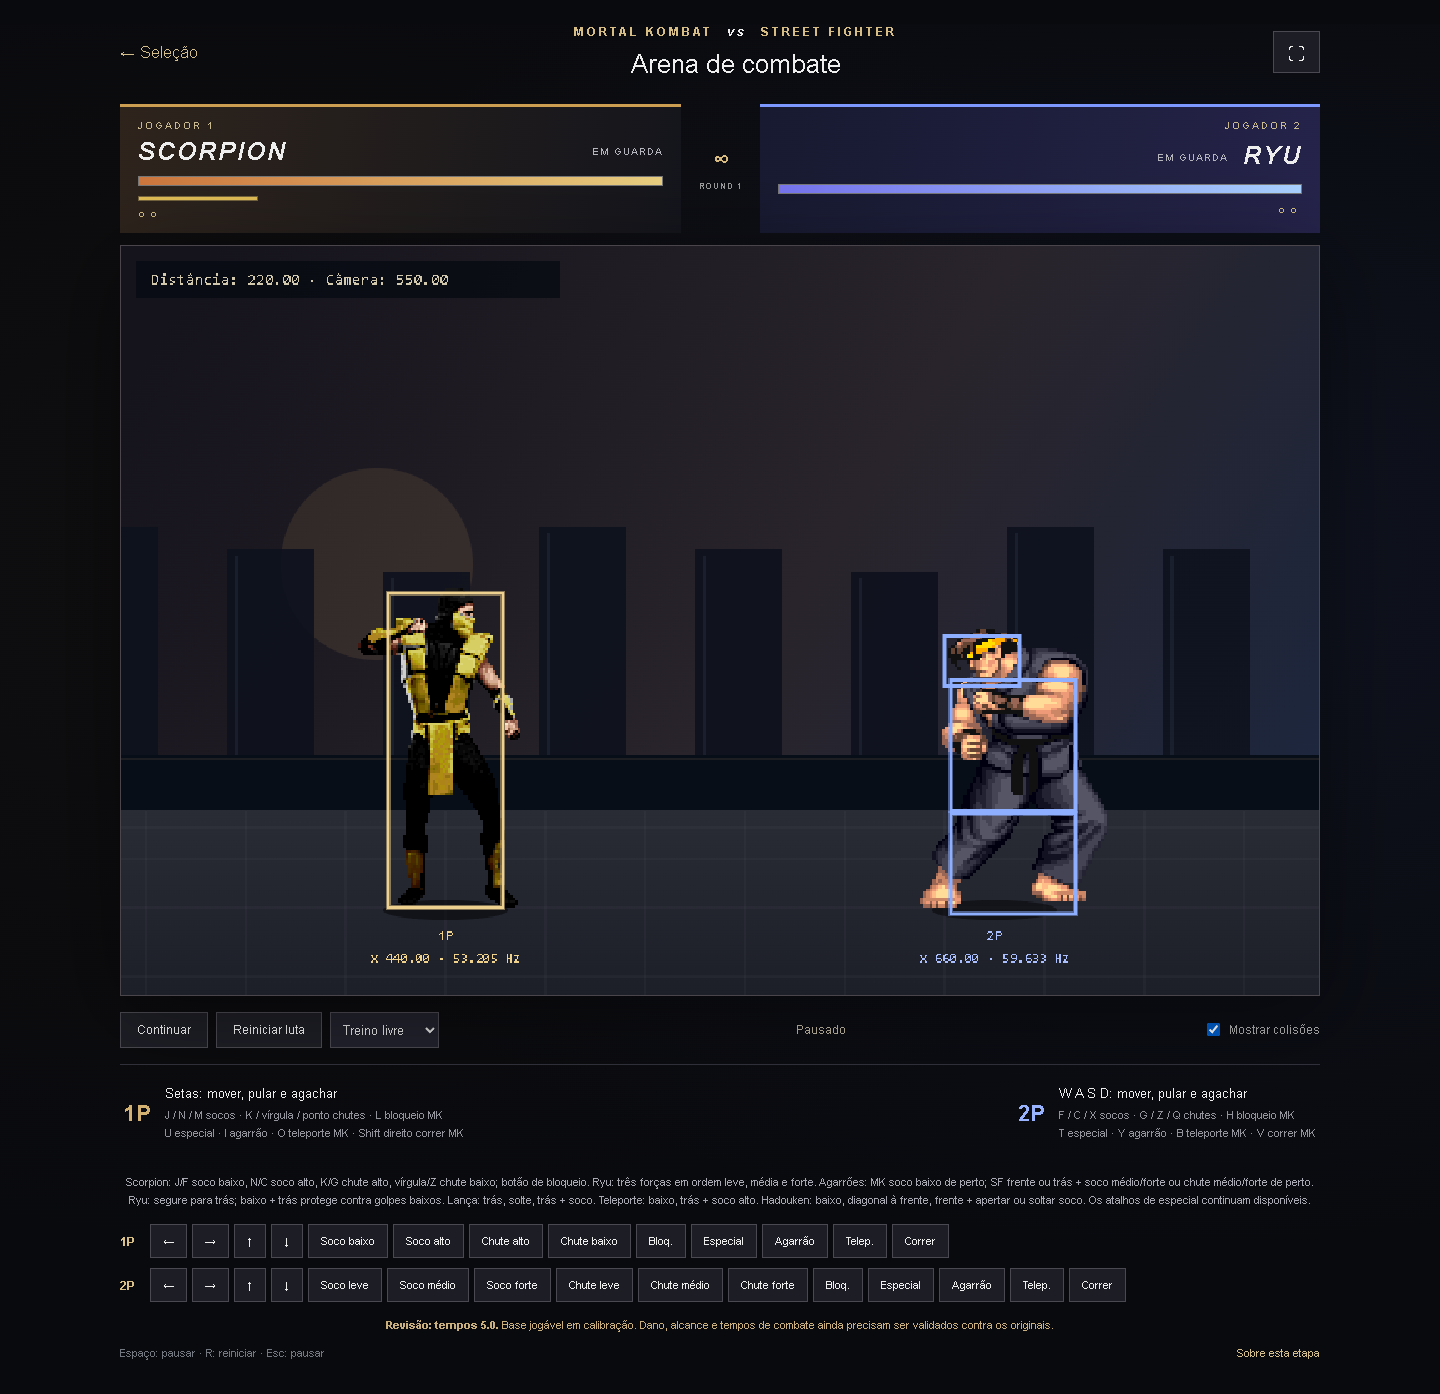 MORTAL KOMBAT VS STREET FIGHTER
← Seleção
Arena de combate
JOGADOR 1
SCORPION
EM GUARDA
∞
ROUND 1
JOGADOR 2
EM GUARDA
RYU
Distância: 220.00 · Câmera: 550.00
1P
X 440.00 · 53.205 Hz
2P
X 660.00 · 59.633 Hz
Continuar
Reiniciar luta
Treino livre
Pausado
Mostrar colisões
1P
Setas: mover, pular e agachar
J / N / M socos · K / vírgula / ponto chutes · L bloqueio MK
U especial · I agarrão · O teleporte MK · Shift direito correr MK
2P
W A S D: mover, pular e agachar
F / C / X socos · G / Z / Q chutes · H bloqueio MK
T especial · Y agarrão · B teleporte MK · V correr MK
Scorpion: J/F soco baixo, N/C soco alto, K/G chute alto, vírgula/Z chute baixo; botão de bloqueio. Ryu: três forças em ordem leve, média e forte. Agarrões: MK soco baixo de perto; SF frente ou trás + soco médio/forte ou chute médio/forte de perto.
Ryu: segure para trás; baixo + trás protege contra golpes baixos. Lança: trás, solte, trás + soco. Teleporte: baixo, trás + soco alto. Hadouken: baixo, diagonal à frente, frente + apertar ou soltar soco. Os atalhos de especial continuam disponíveis.
1P ← → ↑ ↓ Soco baixo Soco alto Chute alto Chute baixo Bloq. Especial Agarrão Telep. Correr
2P ← → ↑ ↓ Soco leve Soco médio Soco forte Chute leve Chute médio Chute forte Bloq. Especial Agarrão Telep. Correr
Revisão: tempos 5.0. Base jogável em calibração. Dano, alcance e tempos de combate ainda precisam ser validados contra os originais.
Espaço: pausar · R: reiniciar · Esc: pausar
Sobre esta etapa